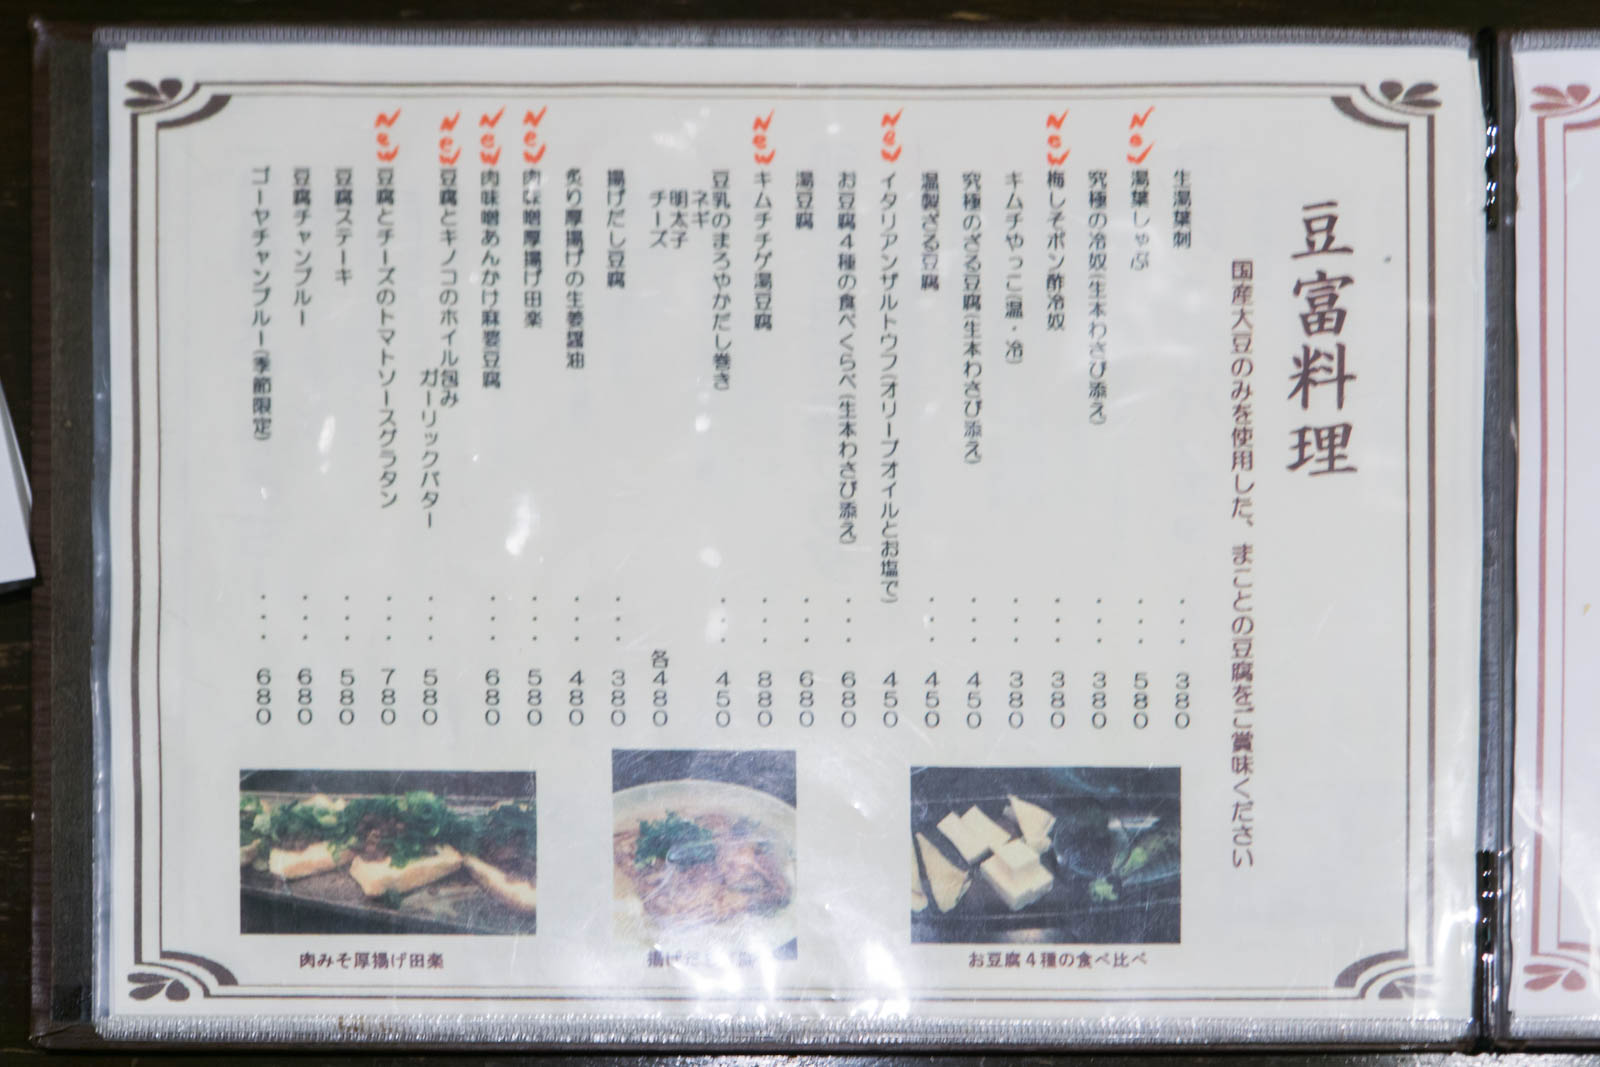 豆富料理
国産大豆のみを使用した、まことの豆腐をご賞味ください
生湯葉刺 ・・・ 380
New 湯葉しゃぶ ・・・ 580
究極の冷奴(生本わさび添え) ・・・ 380
New 梅しそポン酢冷奴 ・・・ 380
キムチやっこ(温・冷) ・・・ 380
究極のざる豆腐(生本わさび添え) ・・・ 450
温製ざる豆腐 ・・・ 450
New イタリアンザルトウフ(オリーブオイルとお塩で) 450
お豆腐4種の食べくらべ(生本わさび添え) ・・・ 680
湯豆腐 ・・・ 680
New キムチチゲ湯豆腐 ・・・ 880
豆乳のまろやかだし巻き ・・・ 450
ネギ
明太子
チーズ 各480
揚げだし豆腐 ・・・ 380
炙り厚揚げの生姜醤油 ・・・ 480
New 肉味噌厚揚げ田楽 ・・・ 580
New 肉味噌あんかけ麻婆豆腐 ・・・ 680
New 豆腐とキノコのホイル包み
ガーリックバター ・・・ 580
New 豆腐とチーズのトマトソースグラタン ・・・ 780
豆腐ステーキ ・・・ 580
豆腐チャンプルー ・・・ 680
ゴーヤチャンプルー(季節限定) ・・・ 680
お豆腐4種の食べ比べ
揚げだし
肉みそ厚揚げ田楽